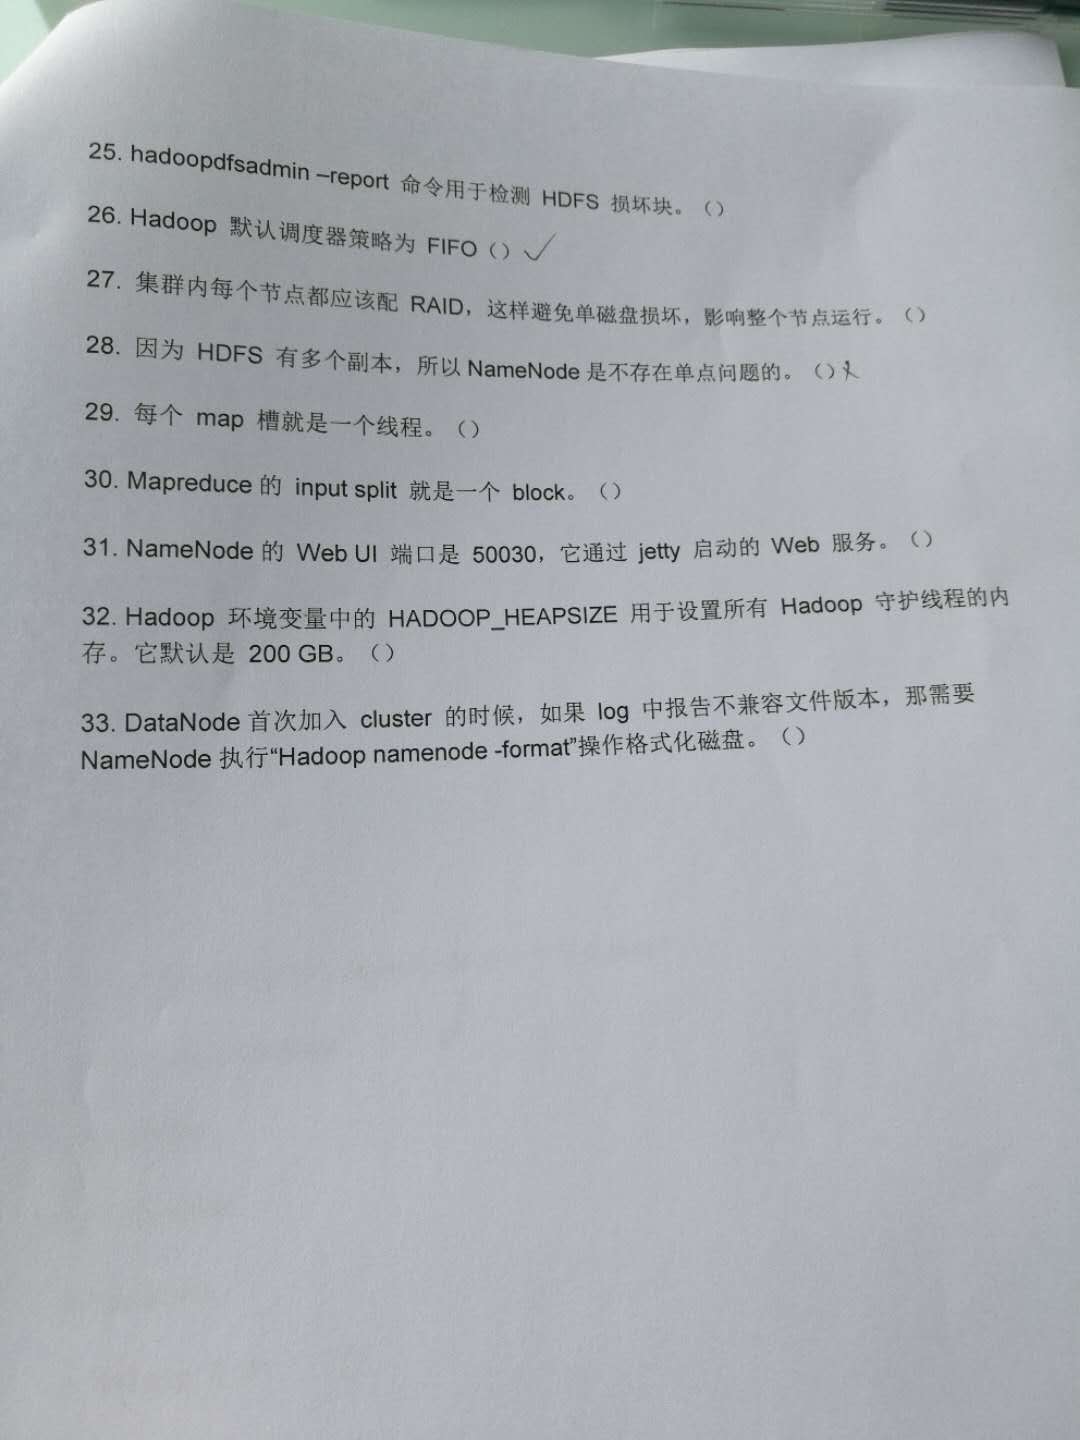 25. hadoopdfsadmin –report 命令用于检测 HDFS 损坏块。（）
26. Hadoop 默认调度器策略为 FIFO（）✓
27. 集群内每个节点都应该配 RAID，这样避免单磁盘损坏，影响整个节点运行。（）
28. 因为 HDFS 有多个副本，所以 NameNode 是不存在单点问题的。（）✗
29. 每个 map 槽就是一个线程。（）
30. Mapreduce 的 input split 就是一个 block。（）
31. NameNode 的 Web UI 端口是 50030，它通过 jetty 启动的 Web 服务。（）
32. Hadoop 环境变量中的 HADOOP_HEAPSIZE 用于设置所有 Hadoop 守护线程的内
存。它默认是 200 GB。（）
33. DataNode 首次加入 cluster 的时候，如果 log 中报告不兼容文件版本，那需要
NameNode 执行“Hadoop namenode -format”操作格式化磁盘。（）